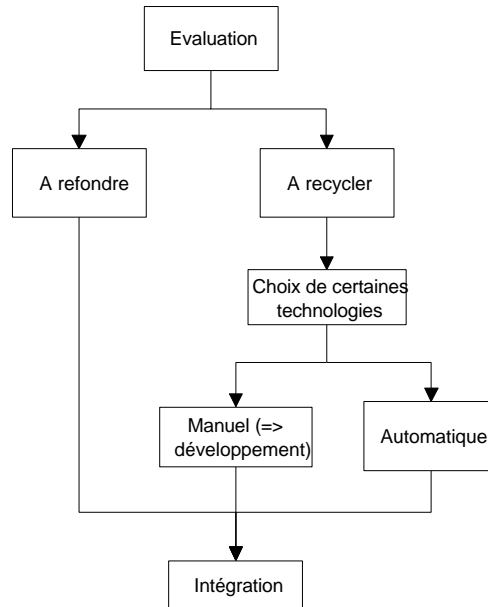 Evaluation
A refondre
A recycler
Choix de certaines
technologies
Manuel (=>
développement)
Automatique
Intégration